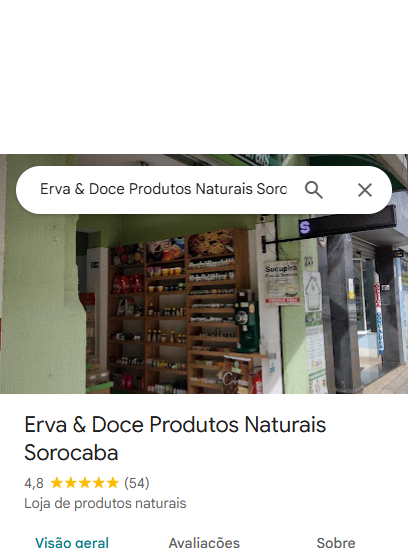 Erva & Doce Produtos Naturais Soro
S
Sucupira
Erva Doce Produtos Naturais
Sorocaba
4,8 ★★★★★ (54)
Loja de produtos naturais
Visão geral Avaliações Sobre